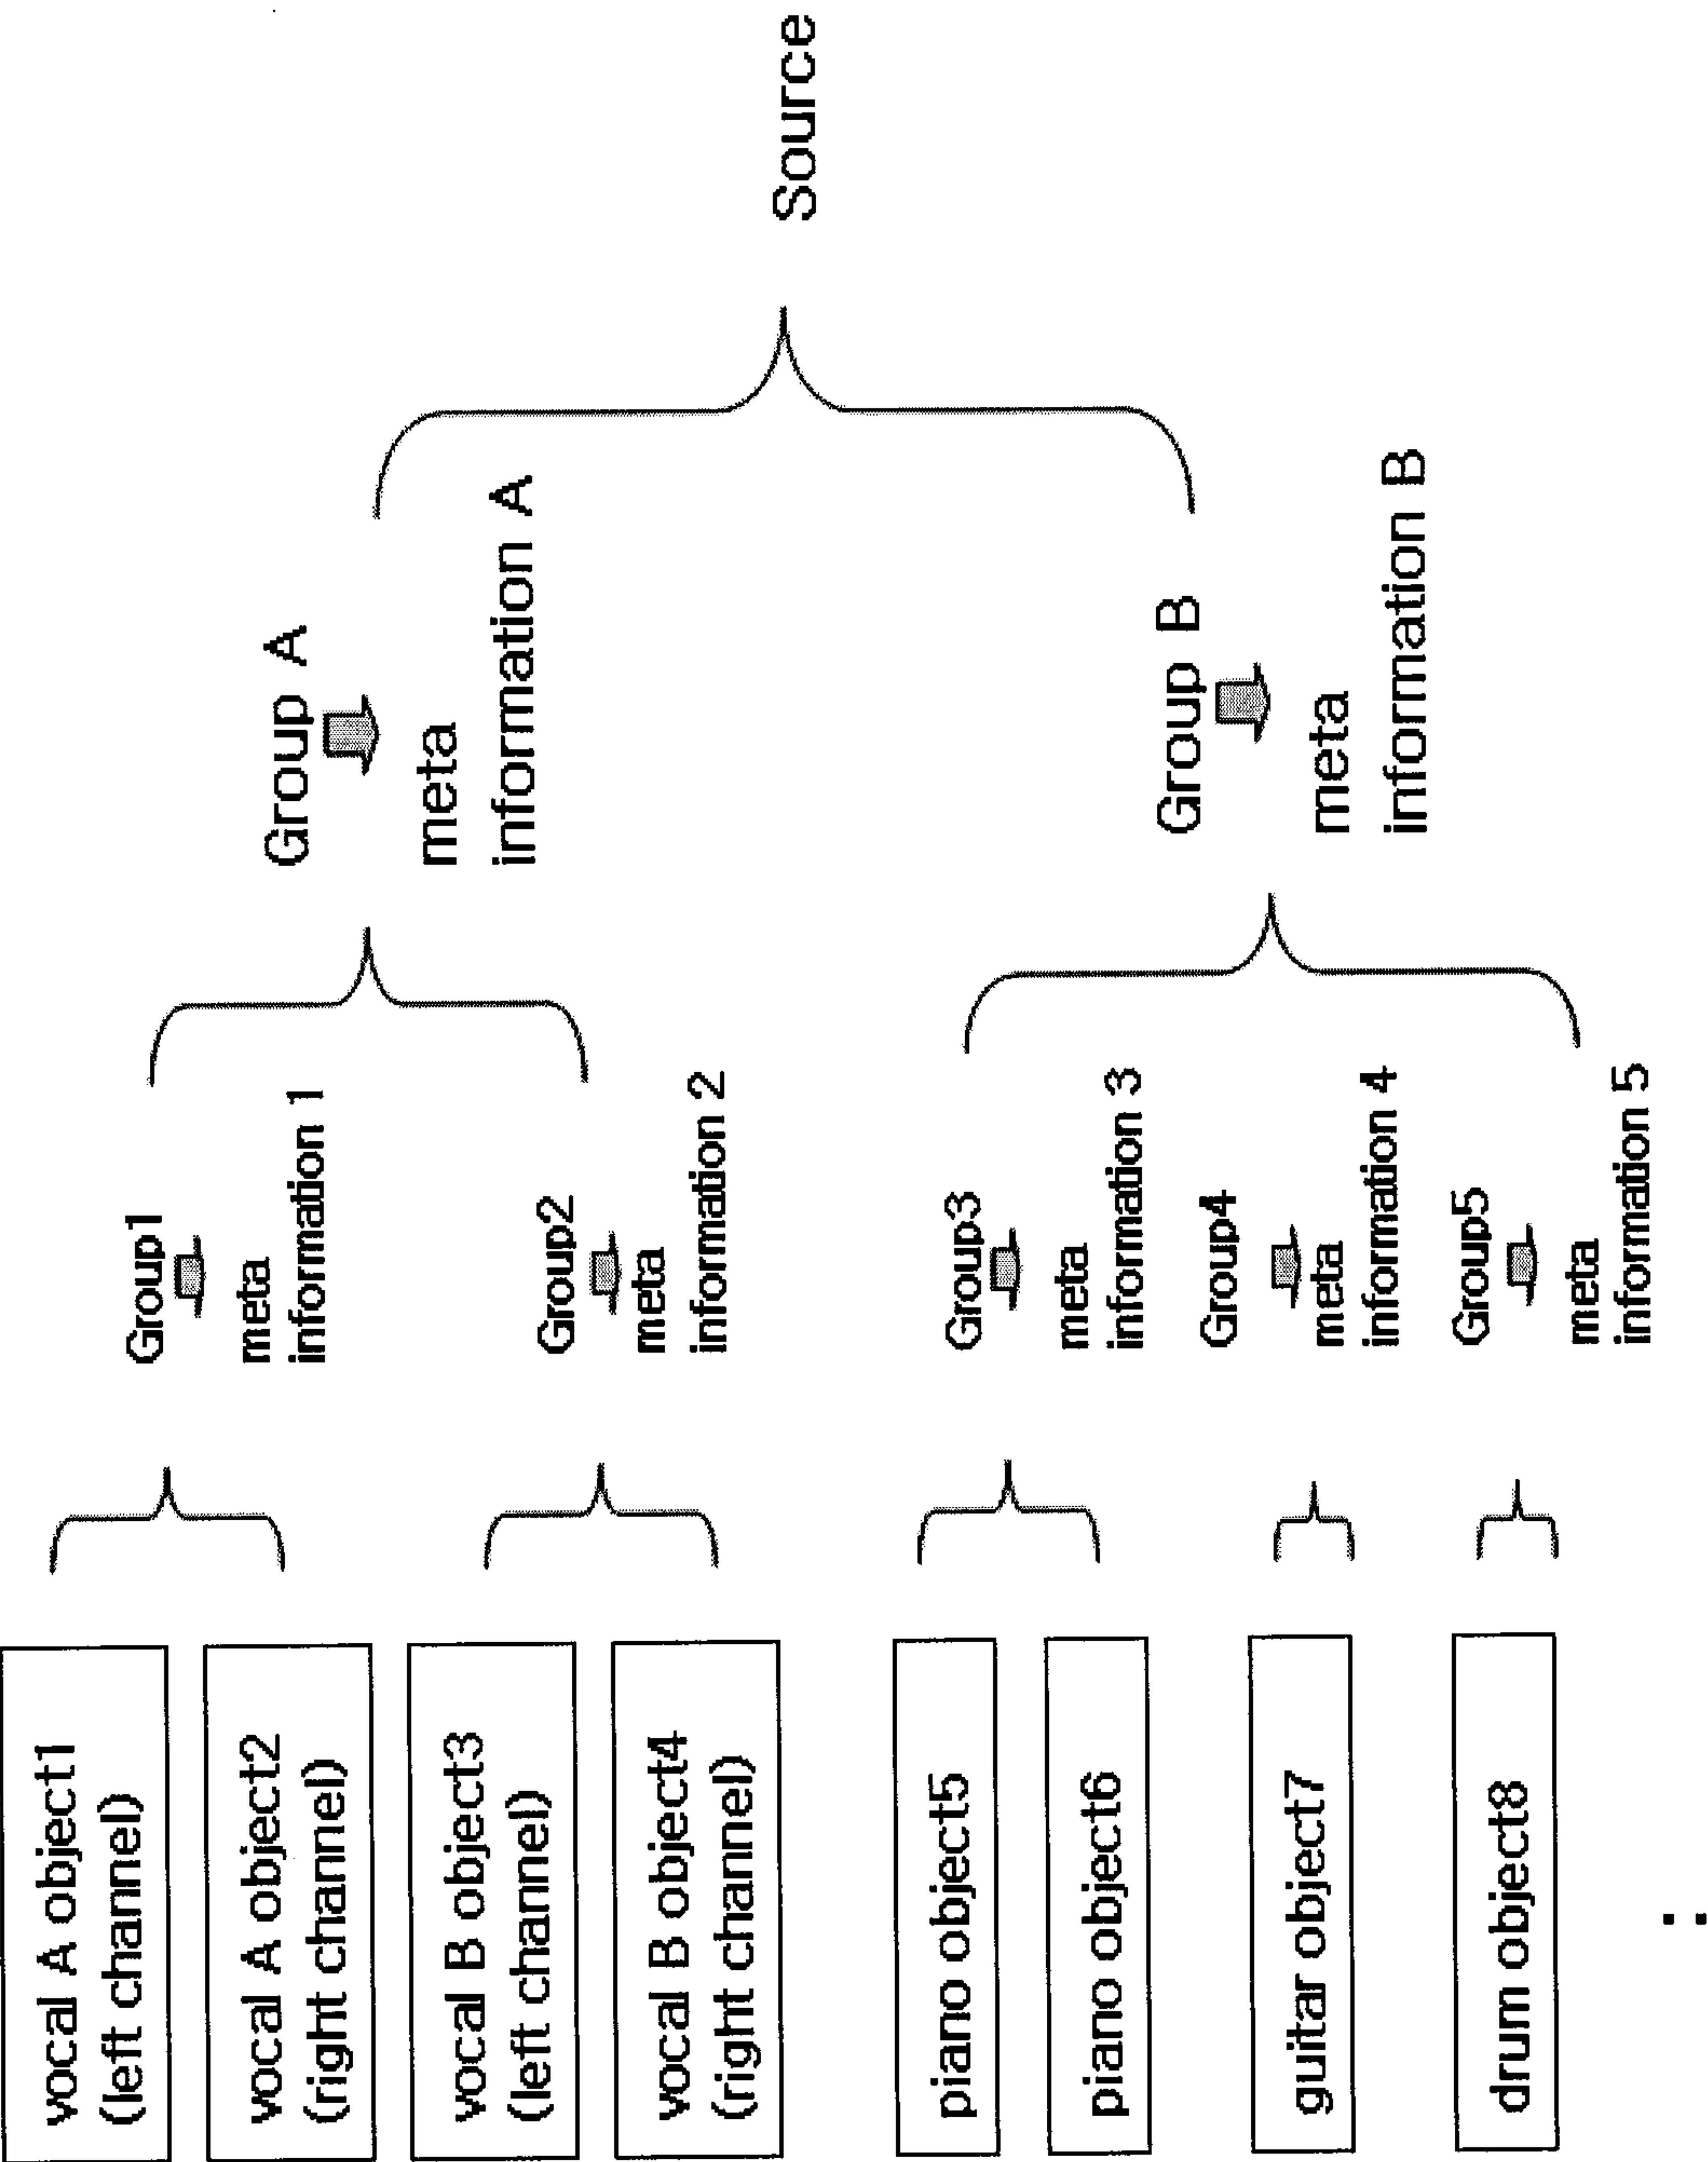 vocal A object1
(left channel)
vocal A object2
(right channel)
vocal B object3
(left channel)
vocal B object4
(right channel)
piano object5
piano object6
guitar object7
drum object8
:
Group1
meta
information 1
Group2
meta
information 2
Group3
meta
information 3
Group4
meta
information 4
Group5
meta
information 5
Group A
meta
information A
Group B
meta
information B
Source